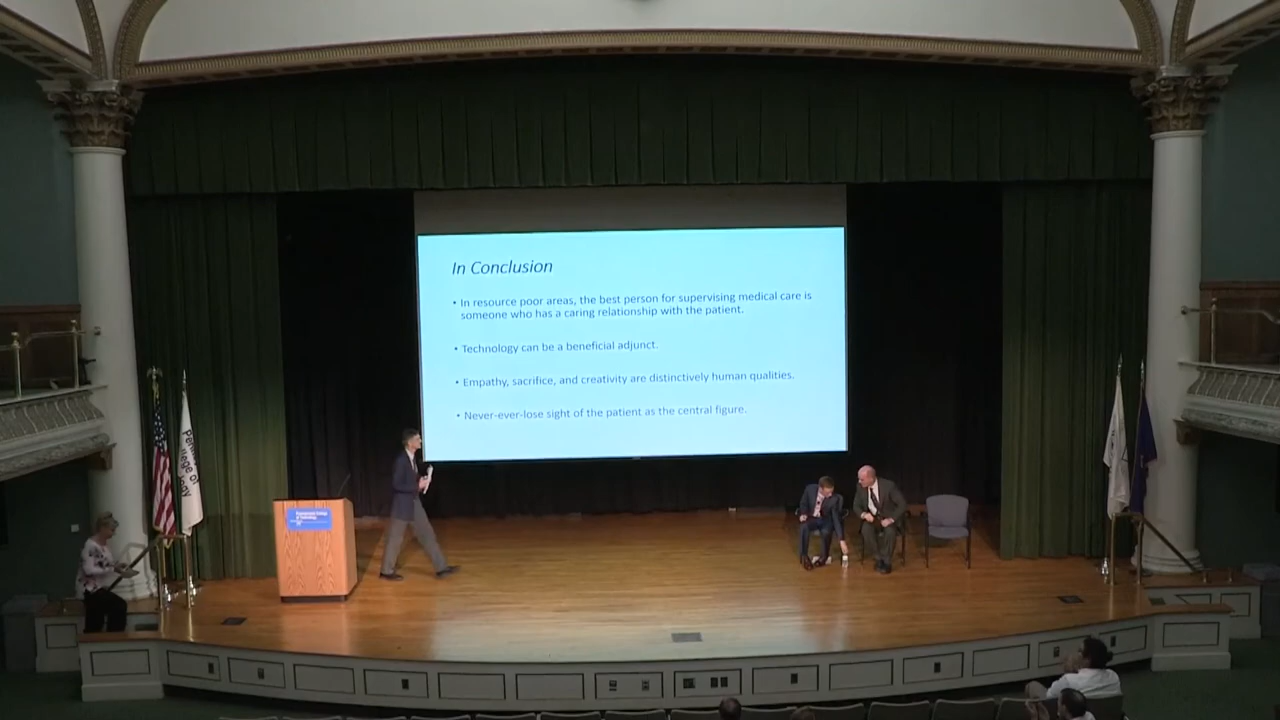 In Conclusion
• In resource poor areas, the best person for supervising medical care is
someone who has a caring relationship with the patient.
• Technology can be a beneficial adjunct.
• Empathy, sacrifice, and creativity are distinctively human qualities.
• Never-ever-lose sight of the patient as the central figure.